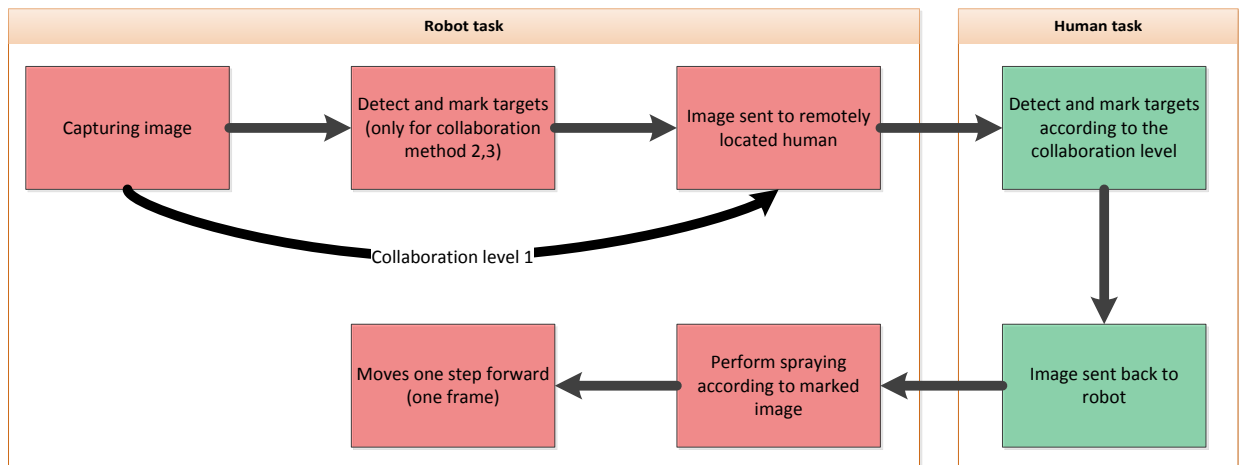 Robot task
Human task
Capturing image
Detect and mark targets
(only for collaboration
method 2,3)
Image sent to remotely
located human
Detect and mark targets
according to the
collaboration level
Collaboration level 1
Moves one step forward
(one frame)
Perform spraying
according to marked
image
Image sent back to
robot